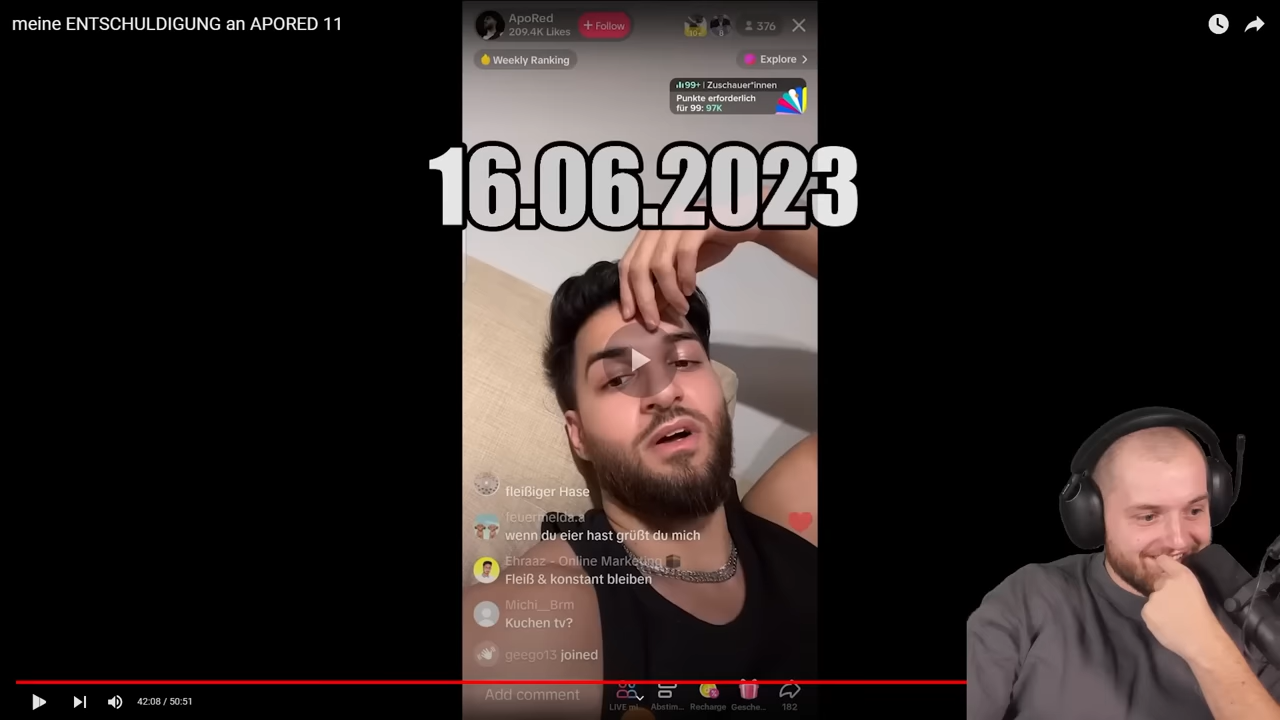 meine ENTSCHULDIGUNG an APORED 11
ApoRed
209.4K Likes
+ Follow
376
Weekly Ranking
Explore
99+ | Zuschauer*innen
Punkte erforderlich
für 99: 97K
16.06.2023
fleißiger Hase
feuermelda.a
wenn du eier hast grüßt du mich
Ehraaz - Online Marketing
Fleiß & konstant bleiben
Michi__Brm
Kuchen tv?
geego13 joined
Add comment
Abstim...
Recharge
Gesche...
182
42:08 / 50:51